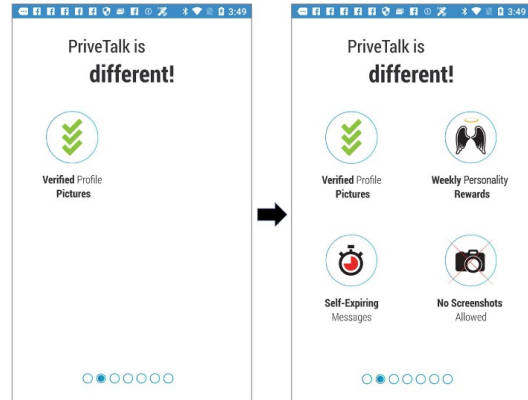 3:49
PriveTalk is
different!
Verified Profile
Pictures
3:49
PriveTalk is
different!
Verified Profile
Pictures
Weekly Personality
Rewards
Self-Expiring
Messages
No Screenshots
Allowed